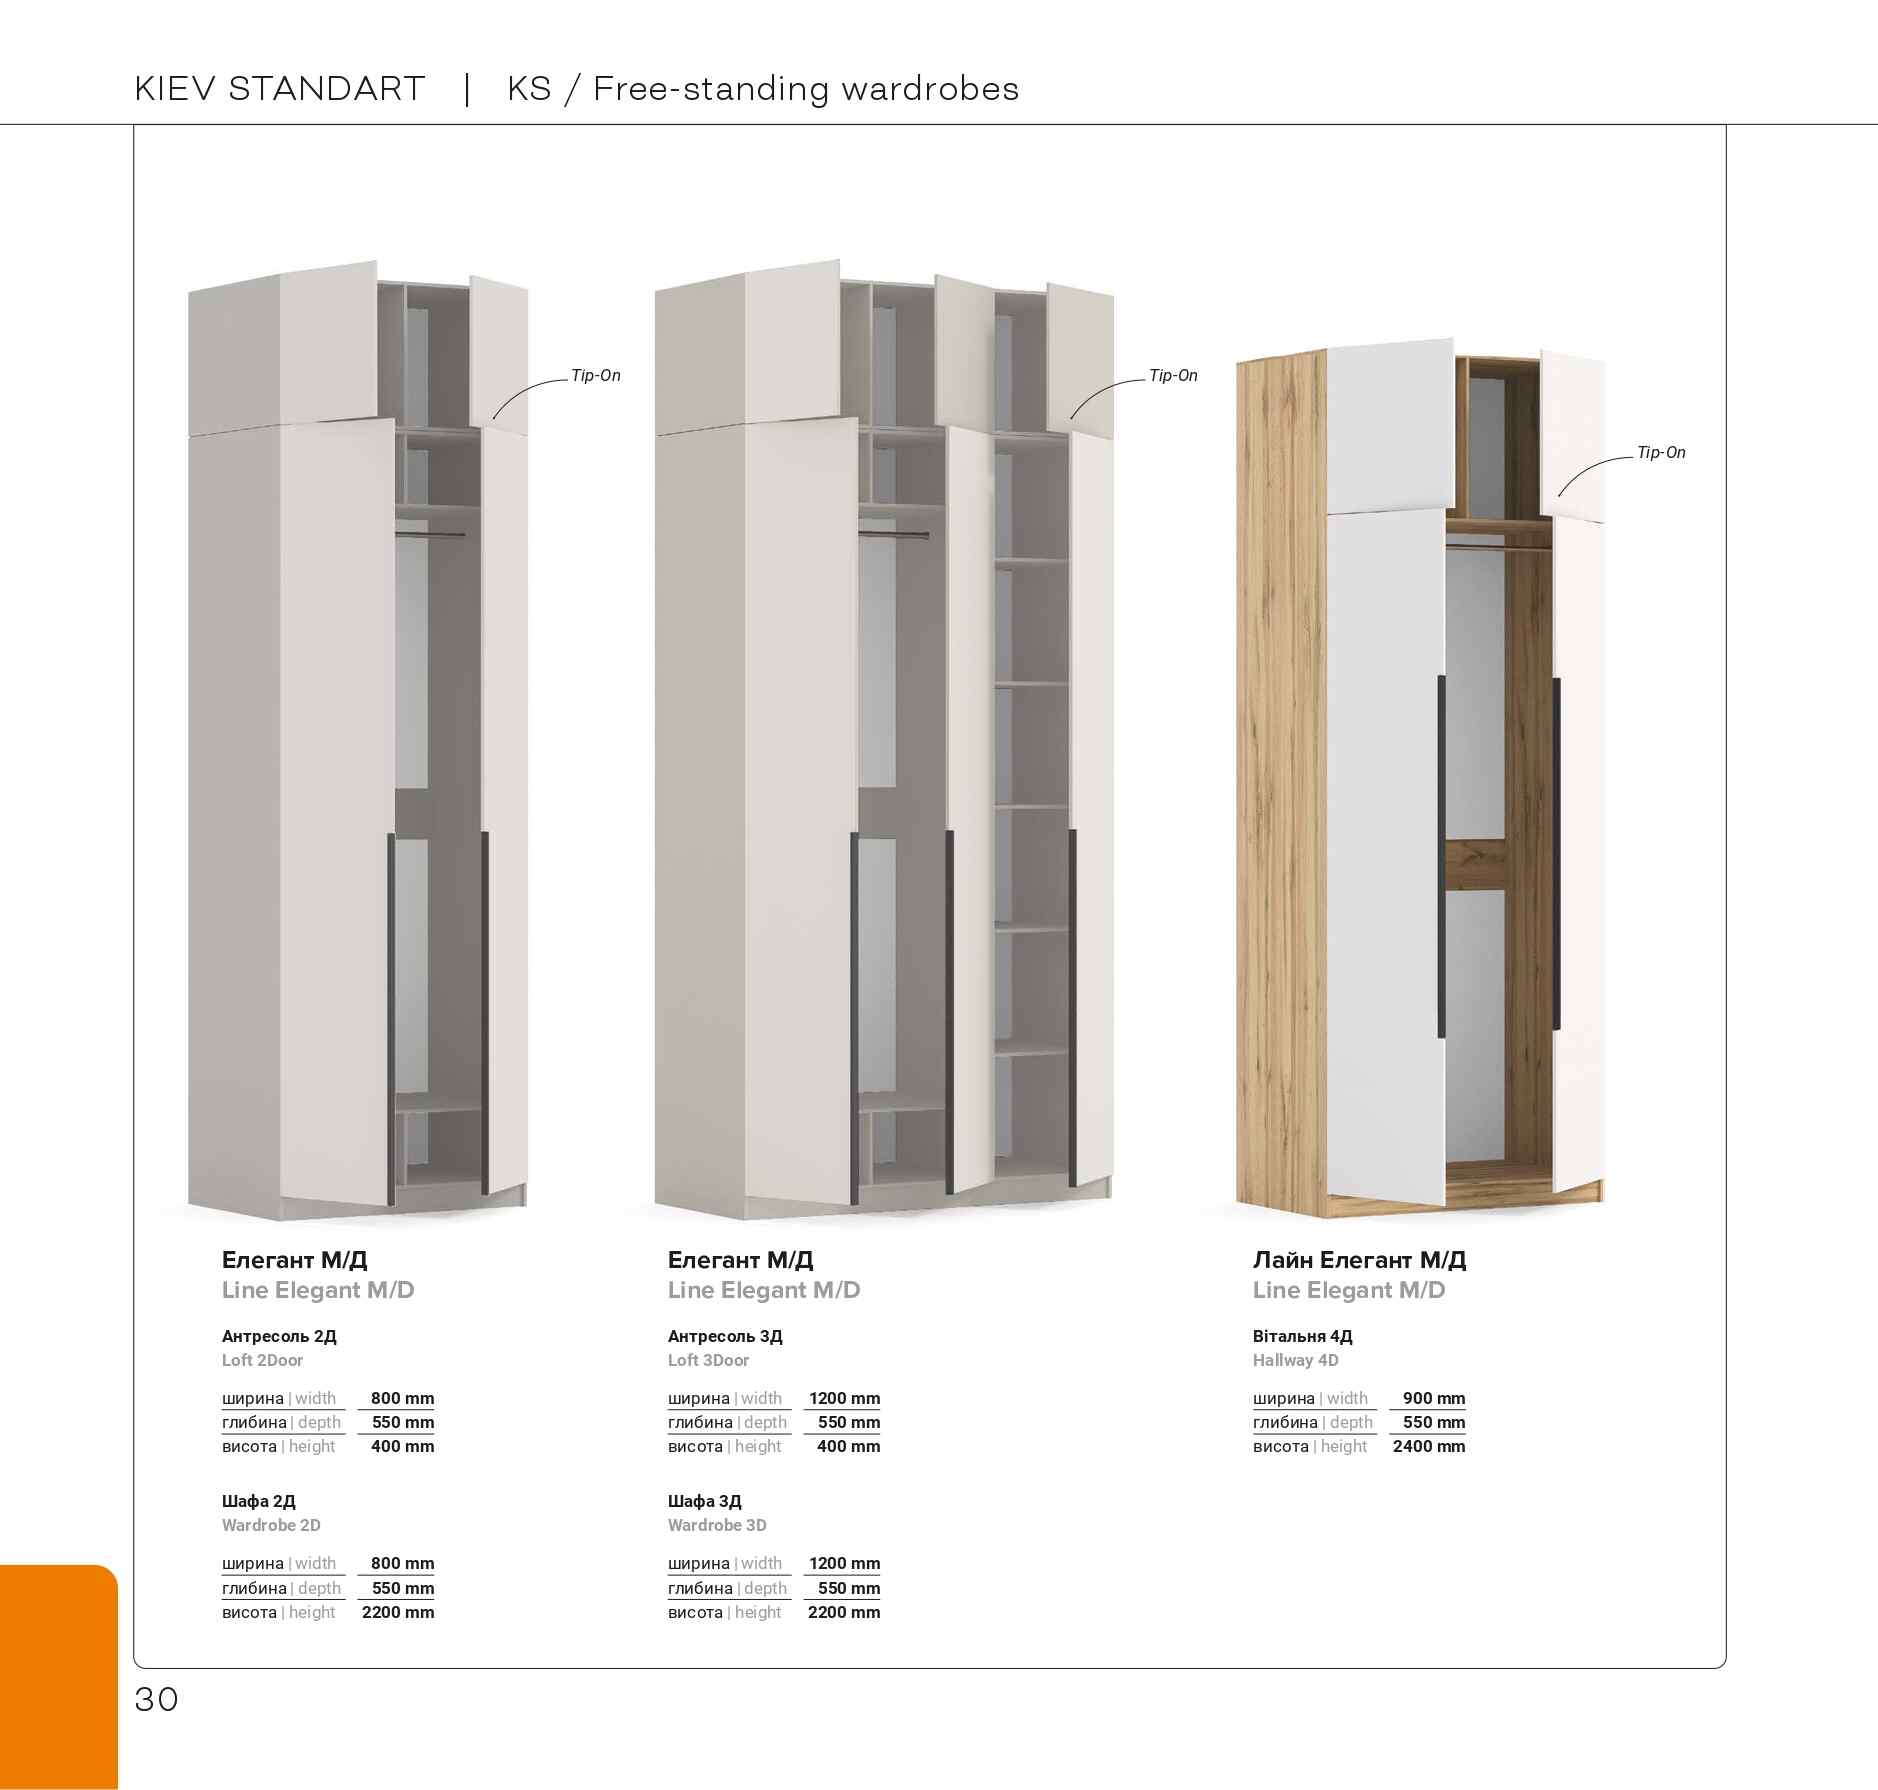 KIEV STANDART | KS / Free-standing wardrobes
Tip-On
Tip-On
Tip-On
Елегант М/Д
Line Elegant M/D
Антресоль 2Д
Loft 2Door
ширина | width 800 mm
глибина | depth 550 mm
висота | height 400 mm
Шафа 2Д
Wardrobe 2D
ширина | width 800 mm
глибина | depth 550 mm
висота | height 2200 mm
Елегант М/Д
Line Elegant M/D
Антресоль 3Д
Loft 3Door
ширина | width 1200 mm
глибина | depth 550 mm
висота | height 400 mm
Шафа 3Д
Wardrobe 3D
ширина | width 1200 mm
глибина | depth 550 mm
висота | height 2200 mm
Лайн Елегант М/Д
Line Elegant M/D
Вітальня 4Д
Hallway 4D
ширина | width 900 mm
глибина | depth 550 mm
висота | height 2400 mm
30